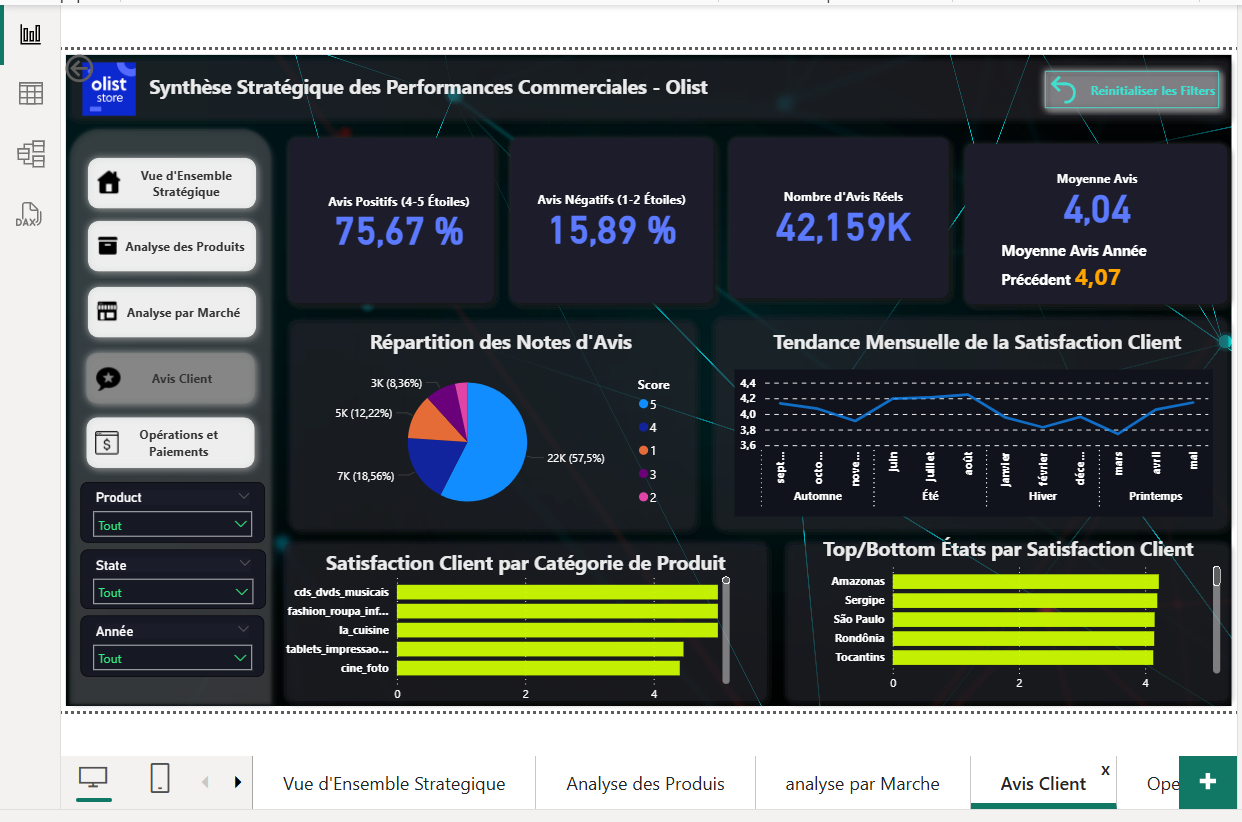 DAX
olist
store
Synthèse Stratégique des Performances Commerciales - Olist
Reinitialiser les Filters
Vue d'Ensemble
Stratégique
Analyse des Produits
Analyse par Marché
Avis Client
Opérations et
Paiements
Product
Tout
State
Tout
Année
Tout
Avis Positifs (4-5 Étoiles)
75,67 %
Avis Négatifs (1-2 Étoiles)
15,89 %
Nombre d'Avis Réels
42,159K
Moyenne Avis
4,04
Moyenne Avis Année
Précédent 4,07
Répartition des Notes d'Avis
3K (8,36%)
5K (12,22%)
7K (18,56%)
22K (57,5%)
Score
5
4
1
3
2
Tendance Mensuelle de la Satisfaction Client
4,4
4,2
4,0
3,8
3,6
sept...
octo...
nove...
juin
juillet
août
janvier
février
déce...
mars
avril
mai
Automne
Été
Hiver
Printemps
Satisfaction Client par Catégorie de Produit
cds_dvds_musicais
fashion_roupa_inf...
la_cuisine
tablets_impressao...
cine_foto
0
2
4
Top/Bottom États par Satisfaction Client
Amazonas
Sergipe
São Paulo
Rondônia
Tocantins
0
2
4
Vue d'Ensemble Strategique
Analyse des Produis
analyse par Marche
Avis Client
x
Ope
+